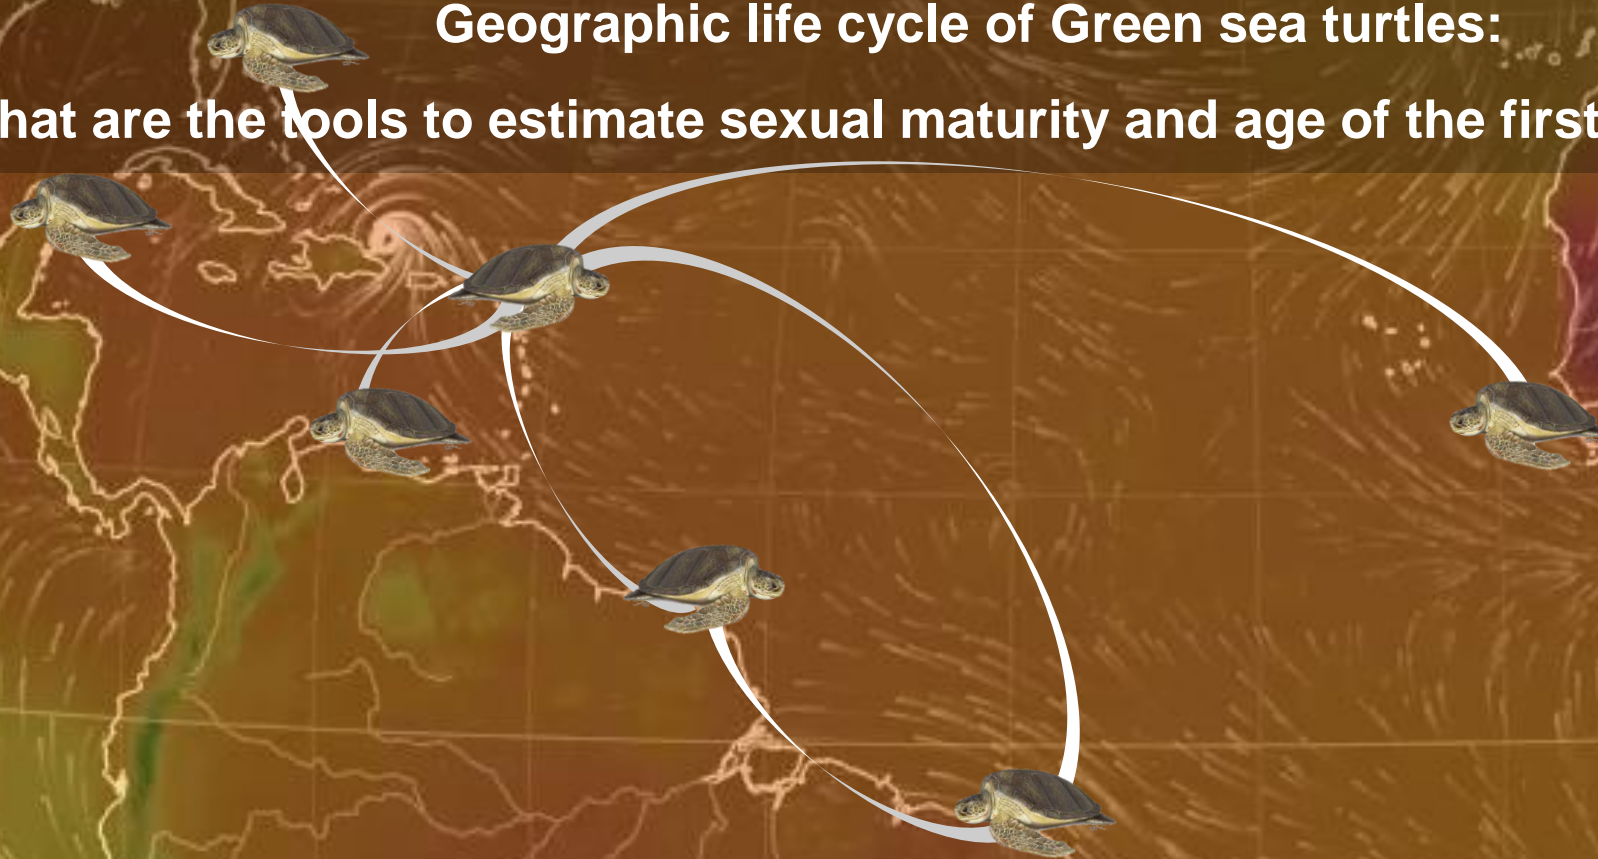 Geographic life cycle of Green sea turtles:
hat are the tools to estimate sexual maturity and age of the first